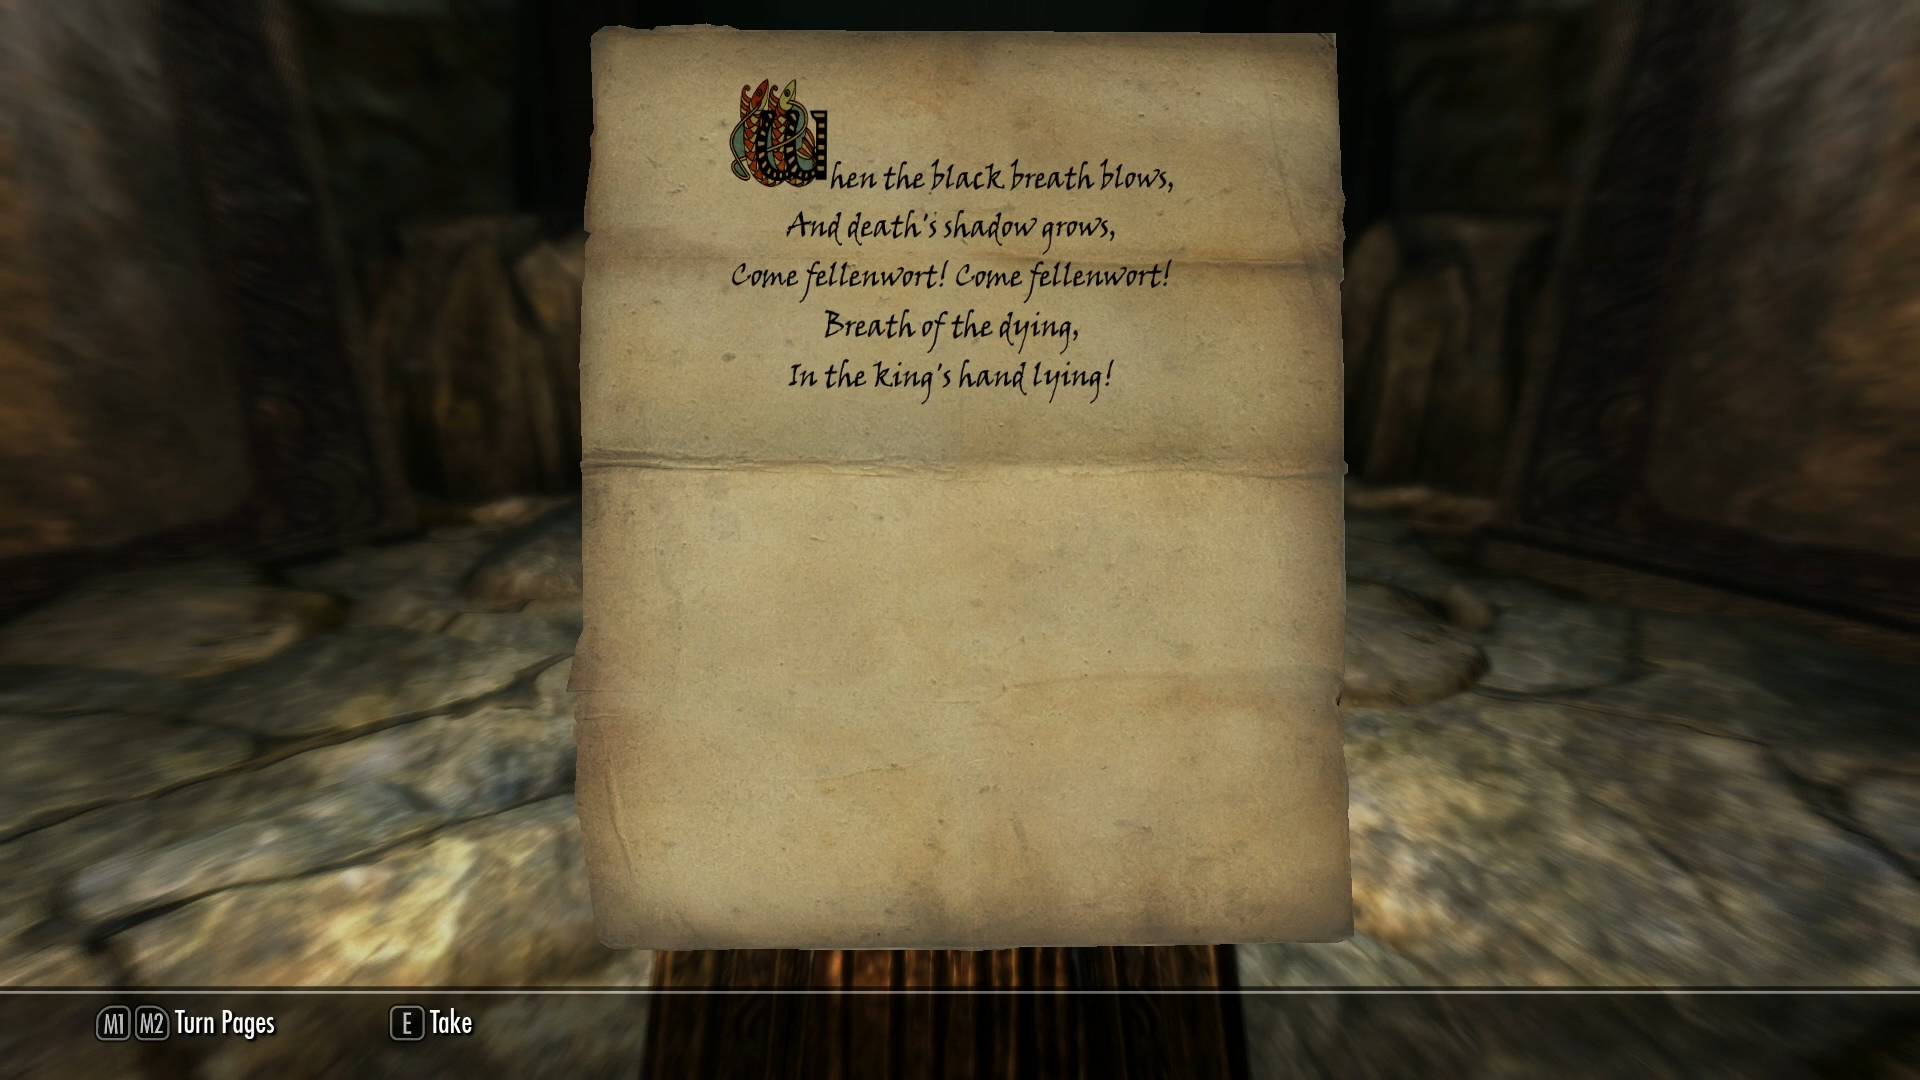 When the black breath blows,
And death's shadow grows,
Come fellenwort! Come fellenwort!
Breath of the dying,
In the king's hand lying!
M1 M2 Turn Pages
E Take